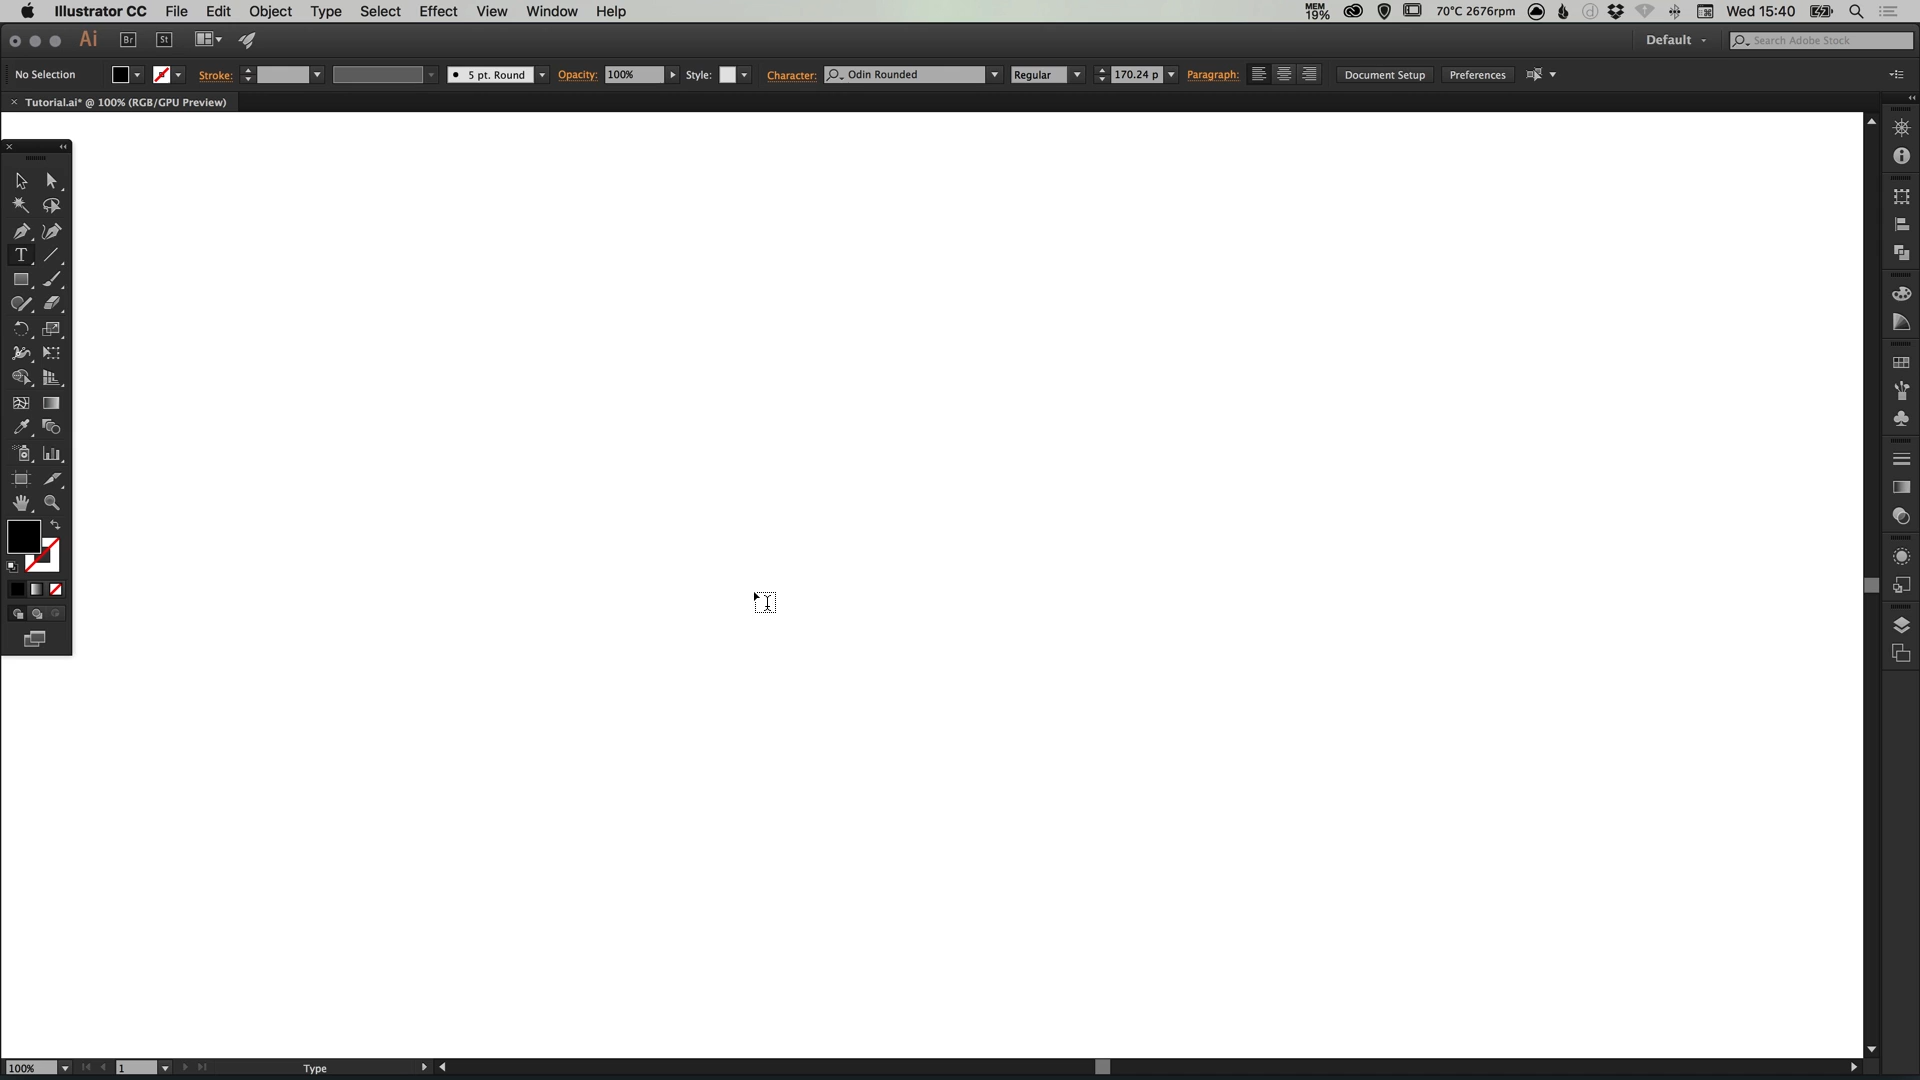 Illustrator CC File Edit Object Type Select Effect View Window Help MEM 19% 70°C 2676rpm Wed 15:40
Ai Br St Default Search Adobe Stock
No Selection Stroke: 5 pt. Round Opacity: 100% Style: Character: Odin Rounded Regular 170.24 p Paragraph: Document Setup Preferences
Tutorial.ai* @ 100% (RGB/GPU Preview)
T
100% 1 Type